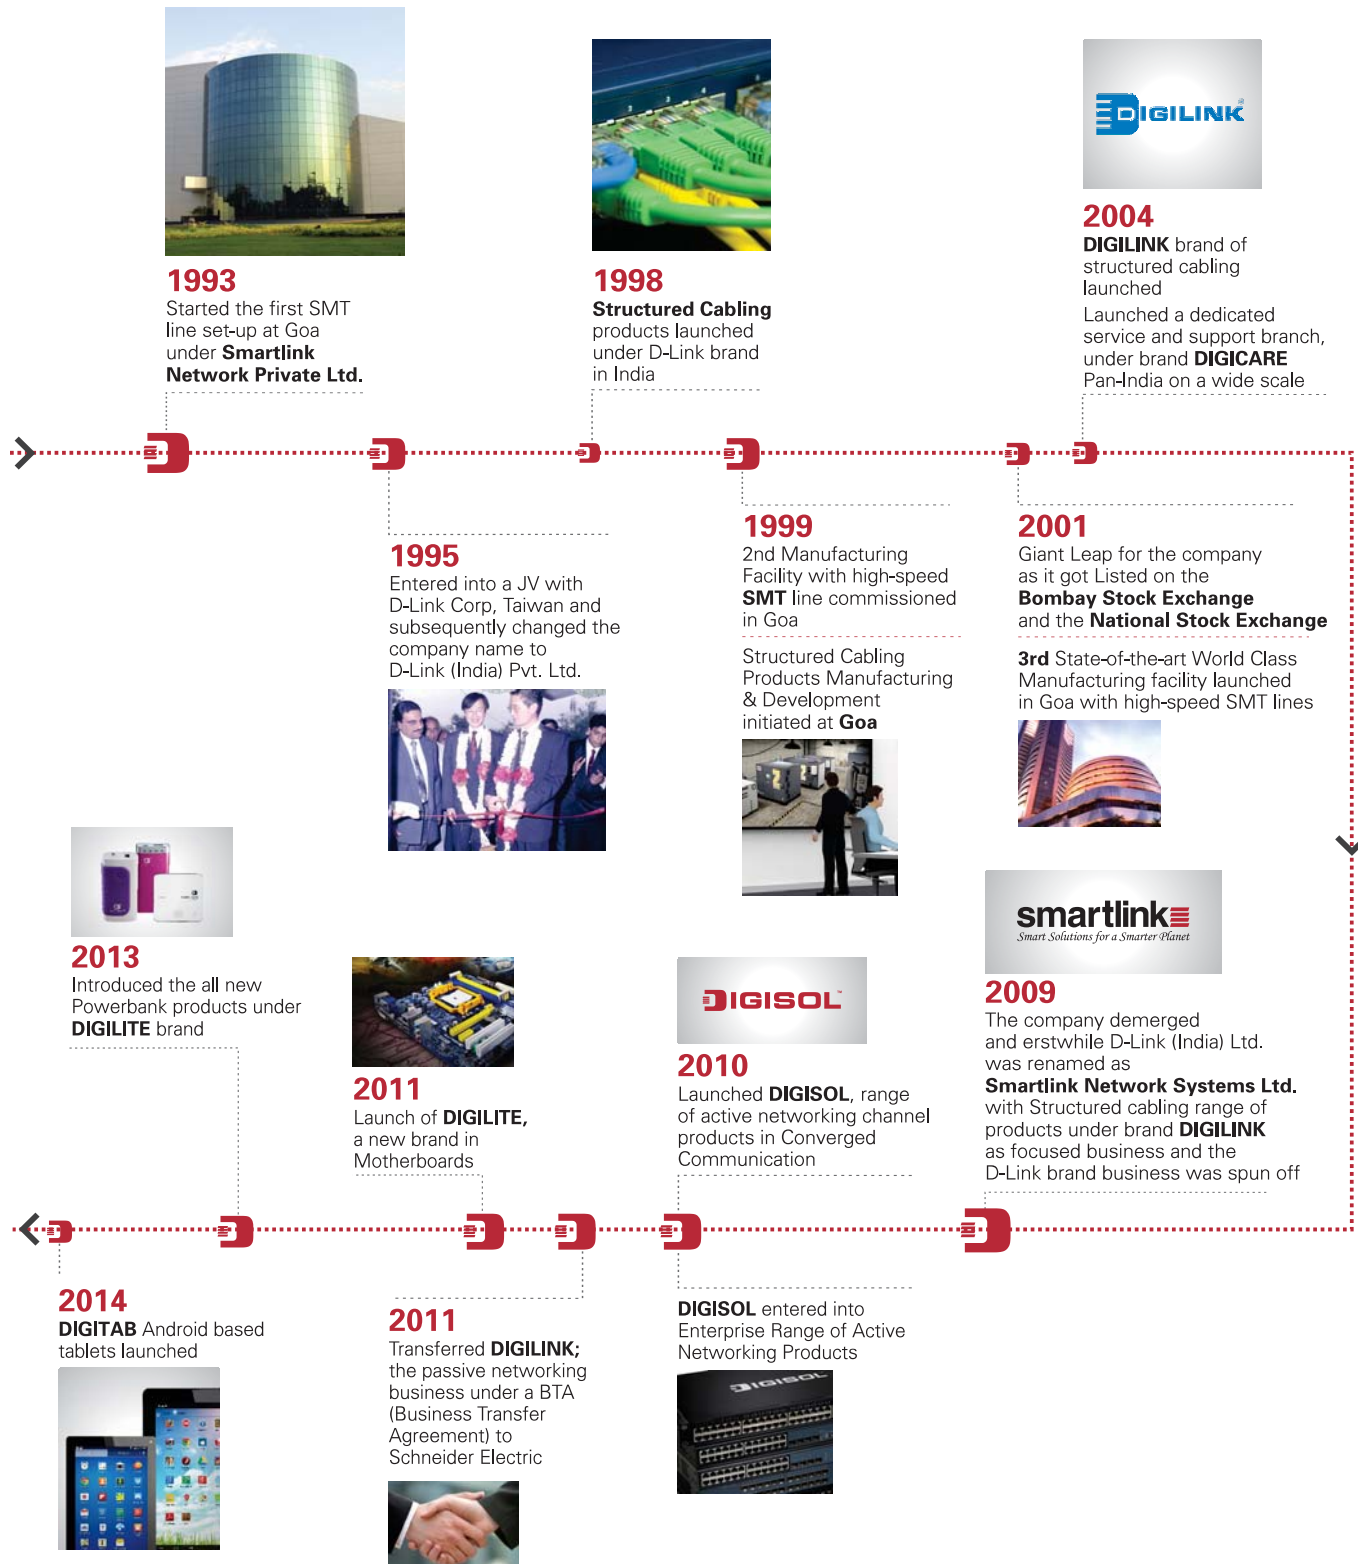 1993
Started the first SMT
line set-up at Goa
under Smartlink
Network Private Ltd.
1995
Entered into a JV with
D-Link Corp, Taiwan and
subsequently changed the
company name to
D-Link (India) Pvt. Ltd.
1998
Structured Cabling
products launched
under D-Link brand
in India
1999
2nd Manufacturing
Facility with high-speed
SMT line commissioned
in Goa
Structured Cabling
Products Manufacturing
& Development
initiated at Goa
2001
Giant Leap for the company
as it got Listed on the
Bombay Stock Exchange
and the National Stock Exchange
3rd State-of-the-art World Class
Manufacturing facility launched
in Goa with high-speed SMT lines
DIGILINK
2004
DIGILINK brand of
structured cabling
launched
Launched a dedicated
service and support branch,
under brand DIGICARE
Pan-India on a wide scale
smartlink
Smart Solutions for a Smarter Planet
2009
The company demerged
and erstwhile D-Link (India) Ltd.
was renamed as
Smartlink Network Systems Ltd.
with Structured cabling range of
products under brand DIGILINK
as focused business and the
D-Link brand business was spun off
DIGISOL™
2010
Launched DIGISOL, range
of active networking channel
products in Converged
Communication
DIGISOL entered into
Enterprise Range of Active
Networking Products
DIGISOL
2011
Transferred DIGILINK;
the passive networking
business under a BTA
(Business Transfer
Agreement) to
Schneider Electric
2011
Launch of DIGILITE,
a new brand in
Motherboards
2013
Introduced the all new
Powerbank products under
DIGILITE brand
2014
DIGITAB Android based
tablets launched